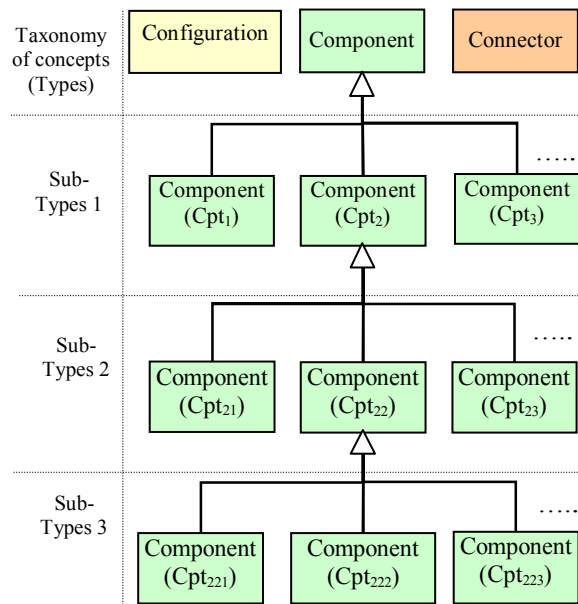 Taxonomy
of concepts
(Types)
Configuration
Component
Connector
Sub-
Types 1
Component
(Cpt₁)
Component
(Cpt₂)
Component
(Cpt₃)
.....
Sub-
Types 2
Component
(Cpt₂₁)
Component
(Cpt₂₂)
Component
(Cpt₂₃)
.....
Sub-
Types 3
Component
(Cpt₂₂₁)
Component
(Cpt₂₂₂)
Component
(Cpt₂₂₃)
.....